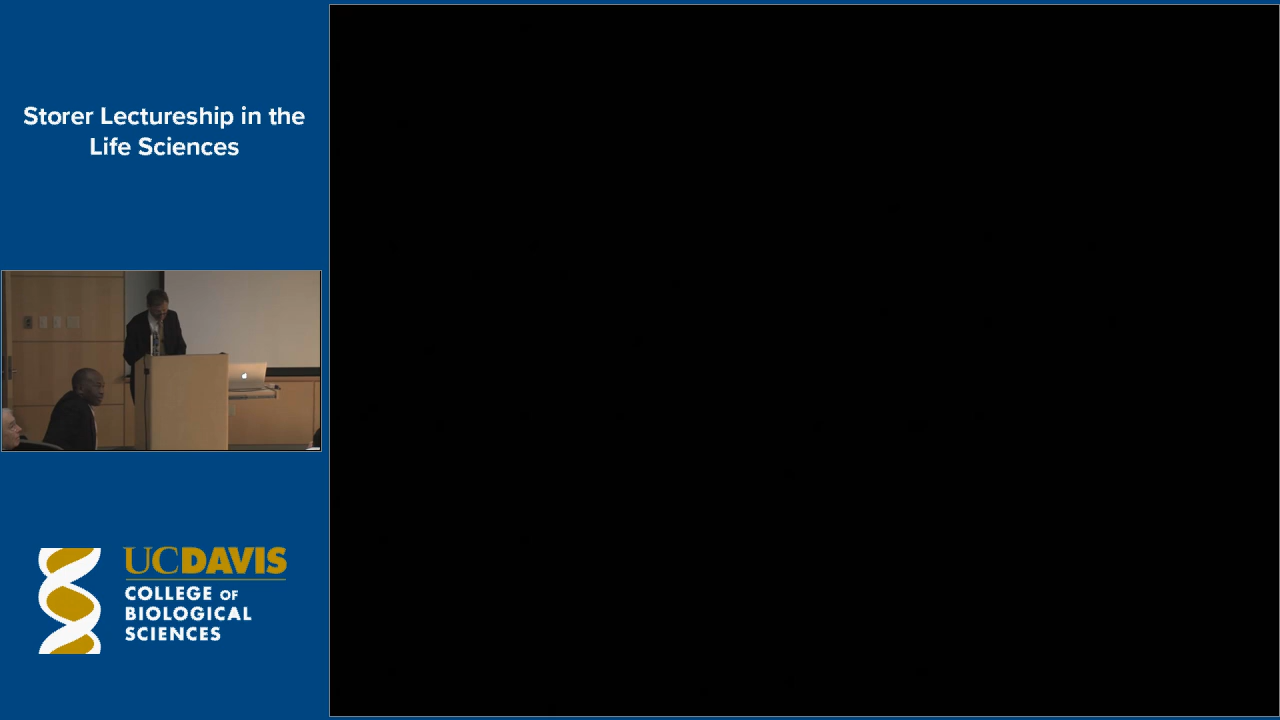 Storer Lectureship in the
Life Sciences
UCDAVIS
COLLEGE OF
BIOLOGICAL
SCIENCES